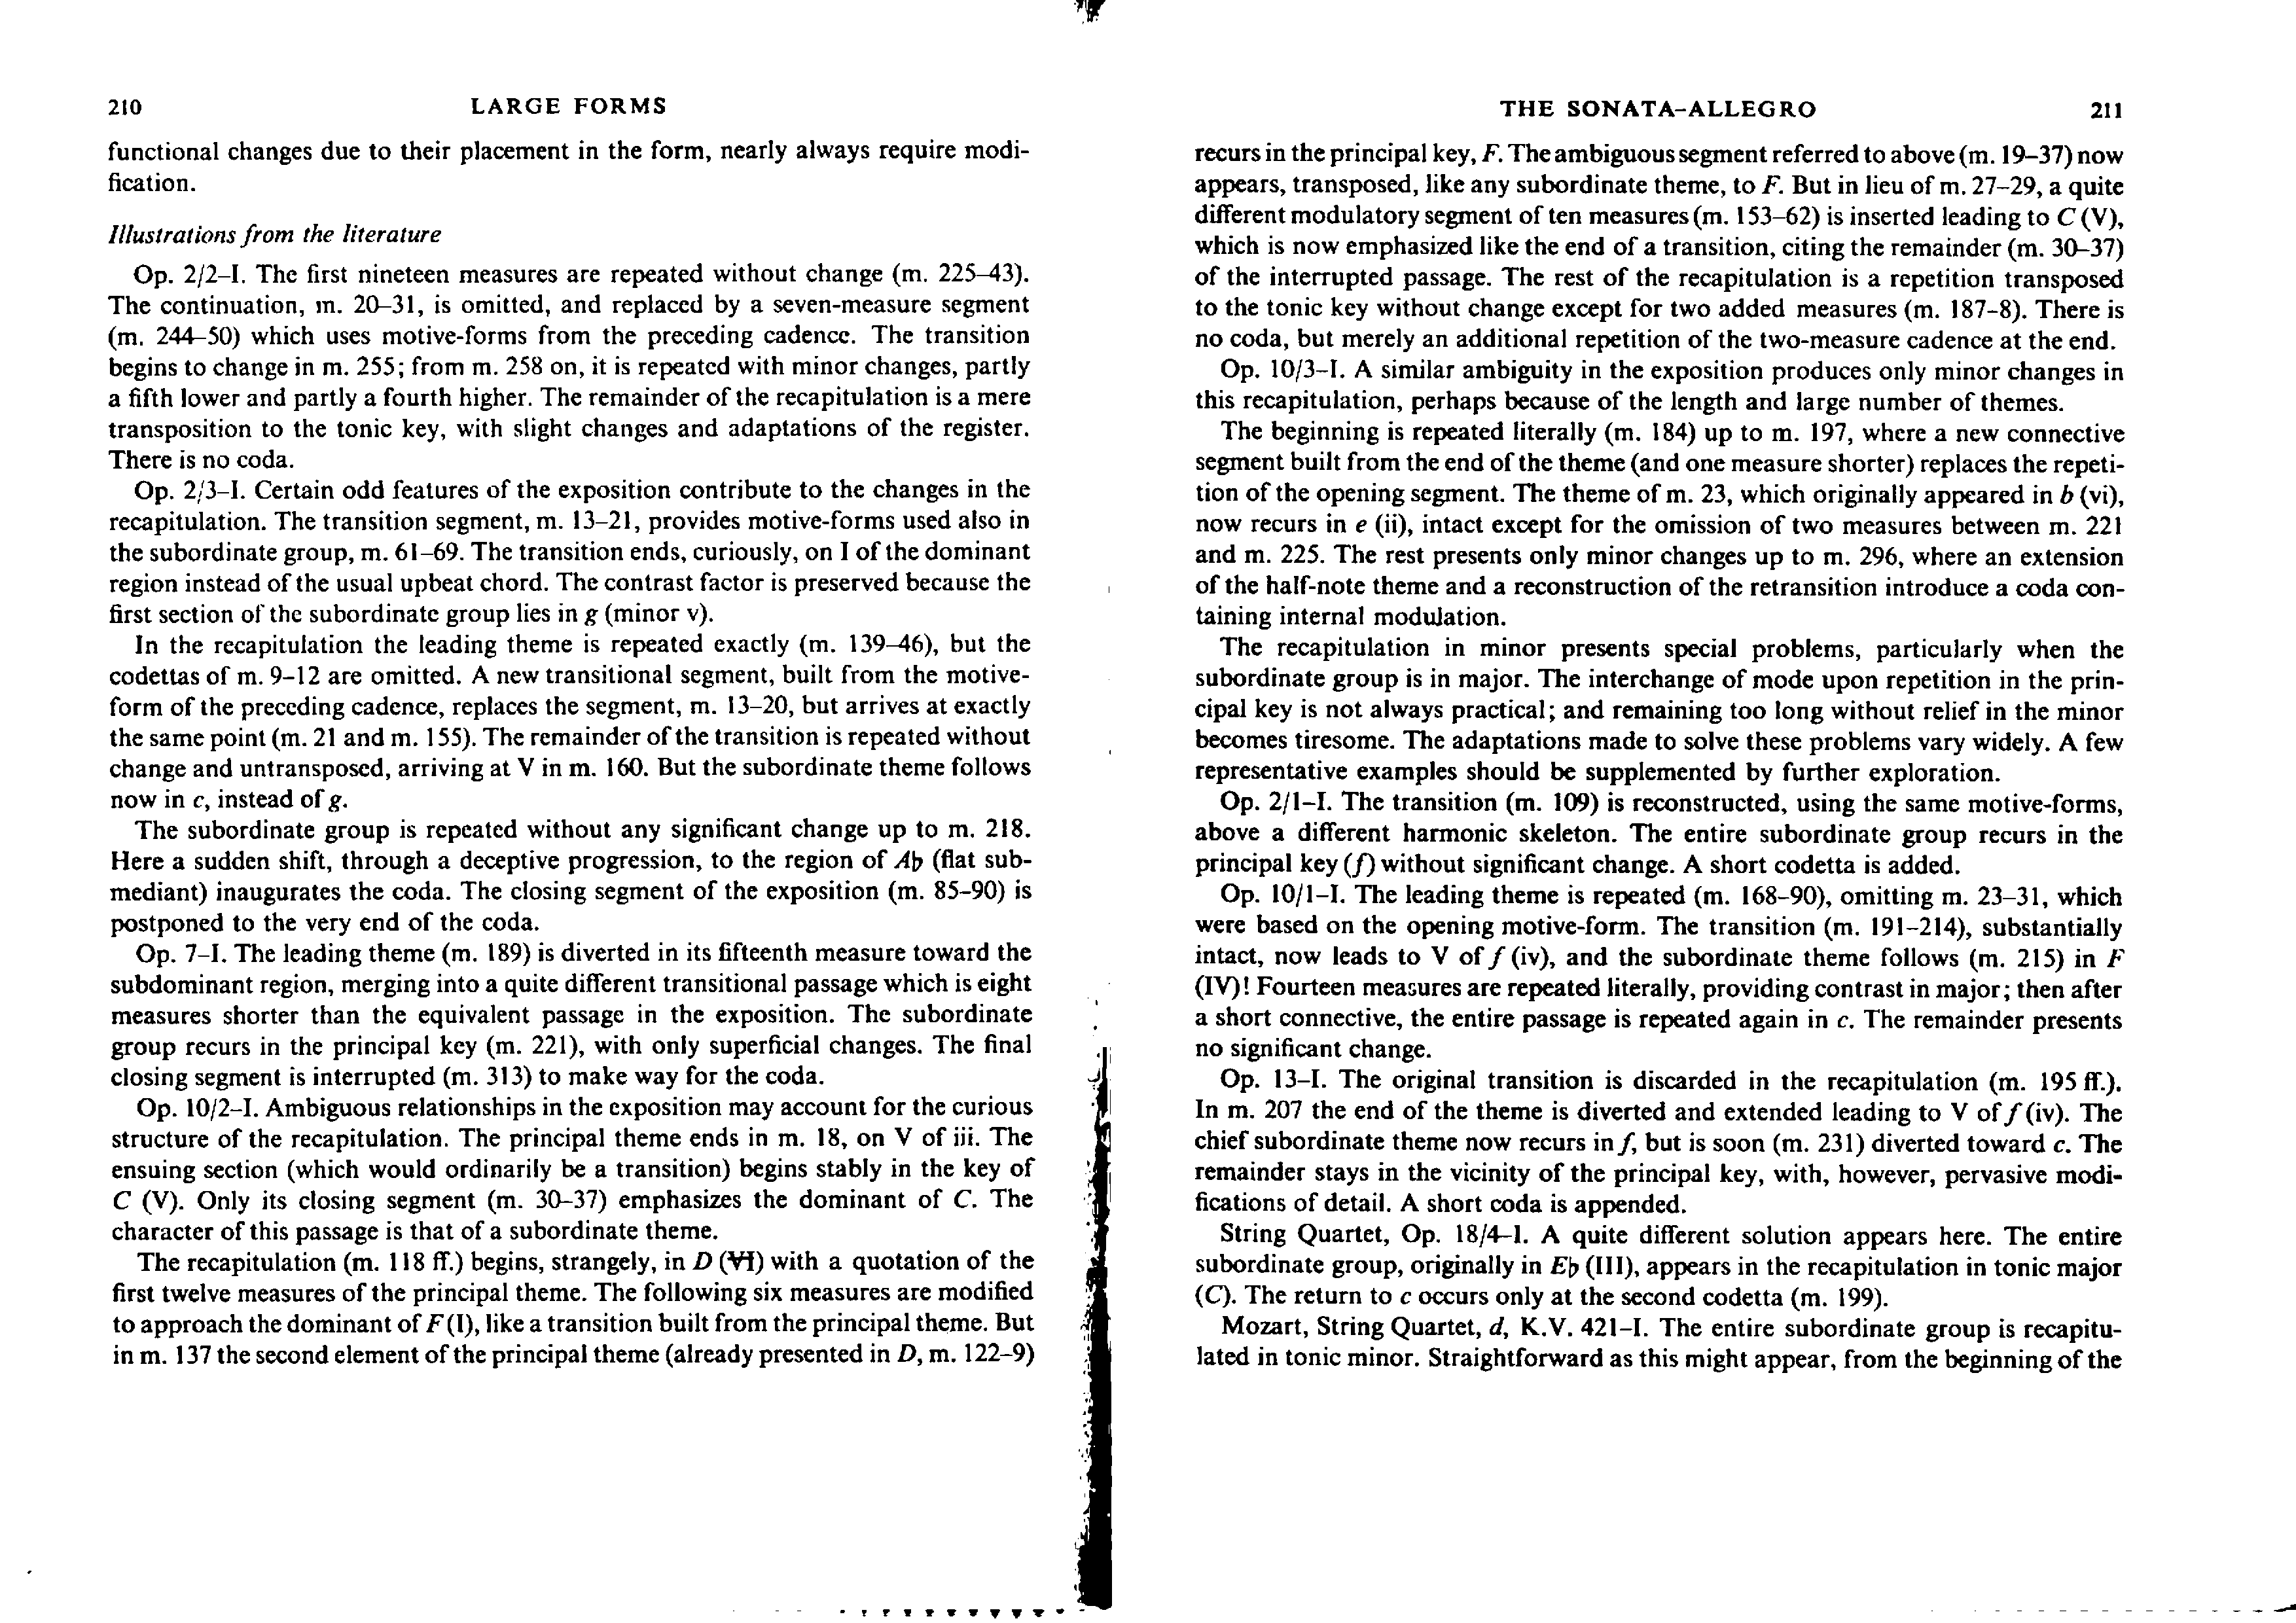 210
LARGE FORMS
functional changes due to their placement in the form, nearly always require modi-
fication.
Illustrations from the literature
Op. 2/2–I. The first nineteen measures are repeated without change (m. 225–43).
The continuation, m. 20–31, is omitted, and replaced by a seven-measure segment
(m. 244–50) which uses motive-forms from the preceding cadence. The transition
begins to change in m. 255; from m. 258 on, it is repeated with minor changes, partly
a fifth lower and partly a fourth higher. The remainder of the recapitulation is a mere
transposition to the tonic key, with slight changes and adaptations of the register.
There is no coda.
Op. 2/3–I. Certain odd features of the exposition contribute to the changes in the
recapitulation. The transition segment, m. 13–21, provides motive-forms used also in
the subordinate group, m. 61–69. The transition ends, curiously, on I of the dominant
region instead of the usual upbeat chord. The contrast factor is preserved because the
first section of the subordinate group lies in g (minor v).
In the recapitulation the leading theme is repeated exactly (m. 139–46), but the
codettas of m. 9–12 are omitted. A new transitional segment, built from the motive-
form of the preceding cadence, replaces the segment, m. 13–20, but arrives at exactly
the same point (m. 21 and m. 155). The remainder of the transition is repeated without
change and untransposed, arriving at V in m. 160. But the subordinate theme follows
now in c, instead of g.
The subordinate group is repeated without any significant change up to m. 218.
Here a sudden shift, through a deceptive progression, to the region of A♭ (flat sub-
mediant) inaugurates the coda. The closing segment of the exposition (m. 85–90) is
postponed to the very end of the coda.
Op. 7–I. The leading theme (m. 189) is diverted in its fifteenth measure toward the
subdominant region, merging into a quite different transitional passage which is eight
measures shorter than the equivalent passage in the exposition. The subordinate
group recurs in the principal key (m. 221), with only superficial changes. The final
closing segment is interrupted (m. 313) to make way for the coda.
Op. 10/2–I. Ambiguous relationships in the exposition may account for the curious
structure of the recapitulation. The principal theme ends in m. 18, on V of iii. The
ensuing section (which would ordinarily be a transition) begins stably in the key of
C (V). Only its closing segment (m. 30–37) emphasizes the dominant of C. The
character of this passage is that of a subordinate theme.
The recapitulation (m. 118 ff.) begins, strangely, in D (VI) with a quotation of the
first twelve measures of the principal theme. The following six measures are modified
to approach the dominant of F (I), like a transition built from the principal theme. But
in m. 137 the second element of the principal theme (already presented in D, m. 122–9)
THE SONATA-ALLEGRO
211
recurs in the principal key, F. The ambiguous segment referred to above (m. 19–37) now
appears, transposed, like any subordinate theme, to F. But in lieu of m. 27–29, a quite
different modulatory segment of ten measures (m. 153–62) is inserted leading to C (V),
which is now emphasized like the end of a transition, citing the remainder (m. 30–37)
of the interrupted passage. The rest of the recapitulation is a repetition transposed
to the tonic key without change except for two added measures (m. 187–8). There is
no coda, but merely an additional repetition of the two-measure cadence at the end.
Op. 10/3–I. A similar ambiguity in the exposition produces only minor changes in
this recapitulation, perhaps because of the length and large number of themes.
The beginning is repeated literally (m. 184) up to m. 197, where a new connective
segment built from the end of the theme (and one measure shorter) replaces the repeti-
tion of the opening segment. The theme of m. 23, which originally appeared in b (vi),
now recurs in e (ii), intact except for the omission of two measures between m. 221
and m. 225. The rest presents only minor changes up to m. 296, where an extension
of the half-note theme and a reconstruction of the retransition introduce a coda con-
taining internal modulation.
The recapitulation in minor presents special problems, particularly when the
subordinate group is in major. The interchange of mode upon repetition in the prin-
cipal key is not always practical; and remaining too long without relief in the minor
becomes tiresome. The adaptations made to solve these problems vary widely. A few
representative examples should be supplemented by further exploration.
Op. 2/1–I. The transition (m. 109) is reconstructed, using the same motive-forms,
above a different harmonic skeleton. The entire subordinate group recurs in the
principal key (f) without significant change. A short codetta is added.
Op. 10/1–I. The leading theme is repeated (m. 168–90), omitting m. 23–31, which
were based on the opening motive-form. The transition (m. 191–214), substantially
intact, now leads to V of f (iv), and the subordinate theme follows (m. 215) in F
(IV)! Fourteen measures are repeated literally, providing contrast in major; then after
a short connective, the entire passage is repeated again in c. The remainder presents
no significant change.
Op. 13–I. The original transition is discarded in the recapitulation (m. 195 ff.).
In m. 207 the end of the theme is diverted and extended leading to V of f (iv). The
chief subordinate theme now recurs in f, but is soon (m. 231) diverted toward c. The
remainder stays in the vicinity of the principal key, with, however, pervasive modi-
fications of detail. A short coda is appended.
String Quartet, Op. 18/4–I. A quite different solution appears here. The entire
subordinate group, originally in E♭ (III), appears in the recapitulation in tonic major
(C). The return to c occurs only at the second codetta (m. 199).
Mozart, String Quartet, d, K.V. 421–I. The entire subordinate group is recapitu-
lated in tonic minor. Straightforward as this might appear, from the beginning of the